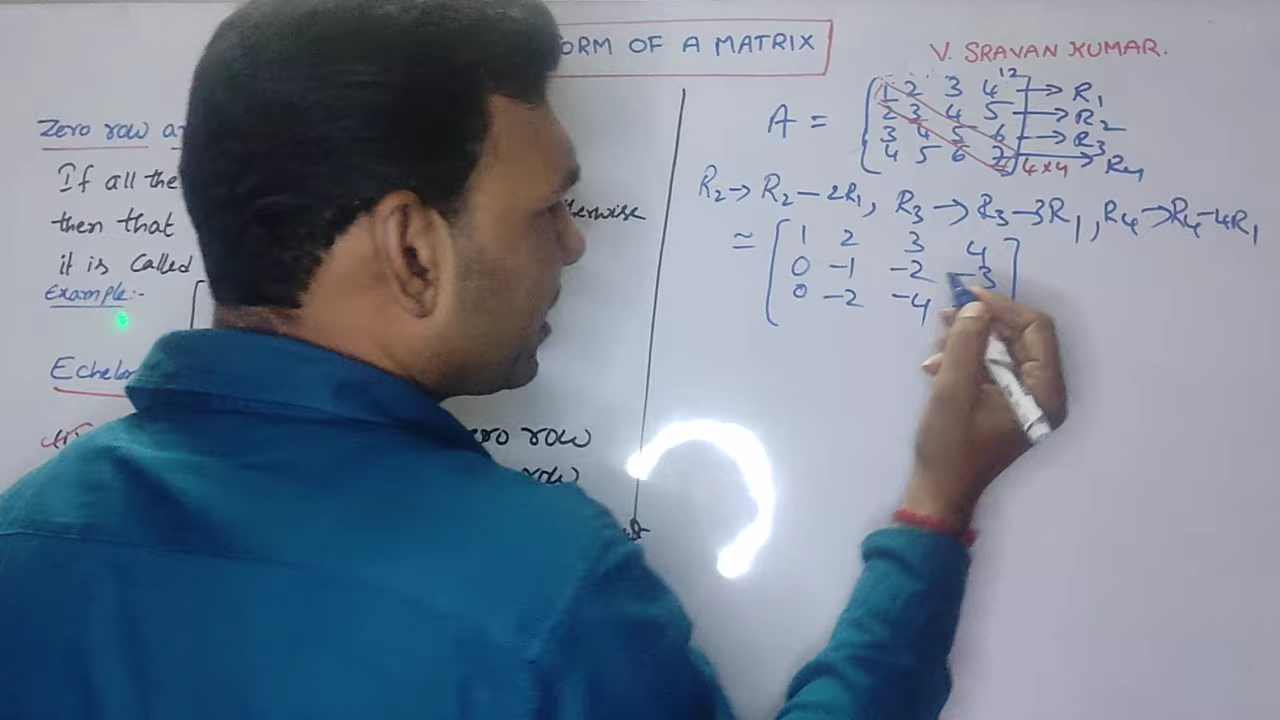 ORM OF A MATRIX
V. SRAVAN KUMAR.
Zero row a
If all the
then that
it is called
Example:-
Echelo
ero row
row
A =
1 2 3 4 12 → R1
2 3 4 5 → R2
3 4 5 6 → R3
4 5 6 7 4×4 → R4
R2 → R2 - 2R1, R3 → R3 - 3R1, R4 → R4 - 4R1
≃ [ 1 2 3 4 ]
0 -1 -2 -3
0 -2 -4